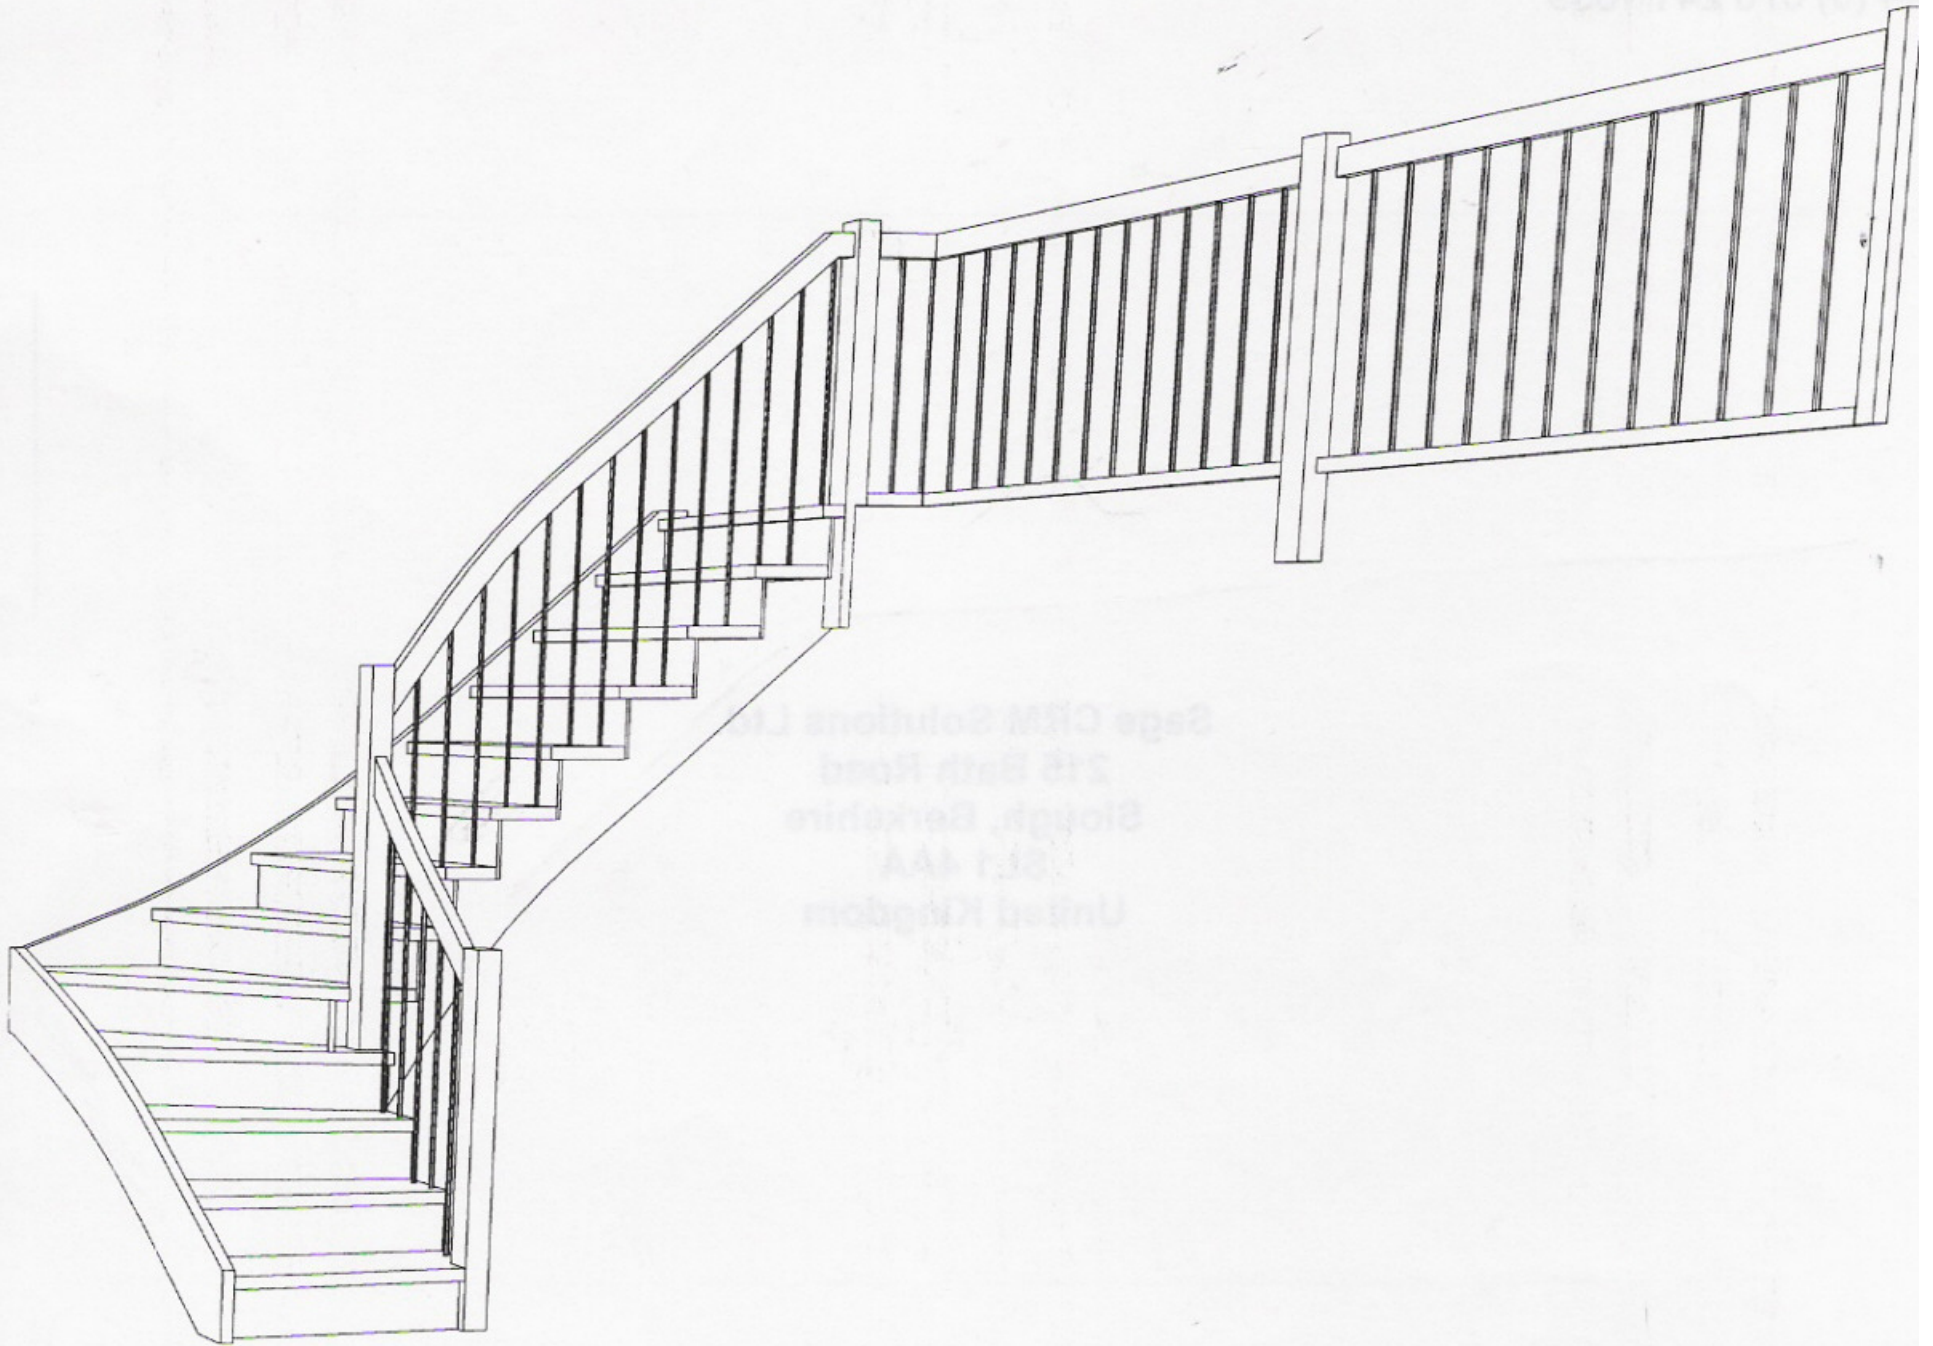 Sage CRM Solutions Ltd
215 Bath Road
Slough, Berkshire
SL1 4AA
United Kingdom